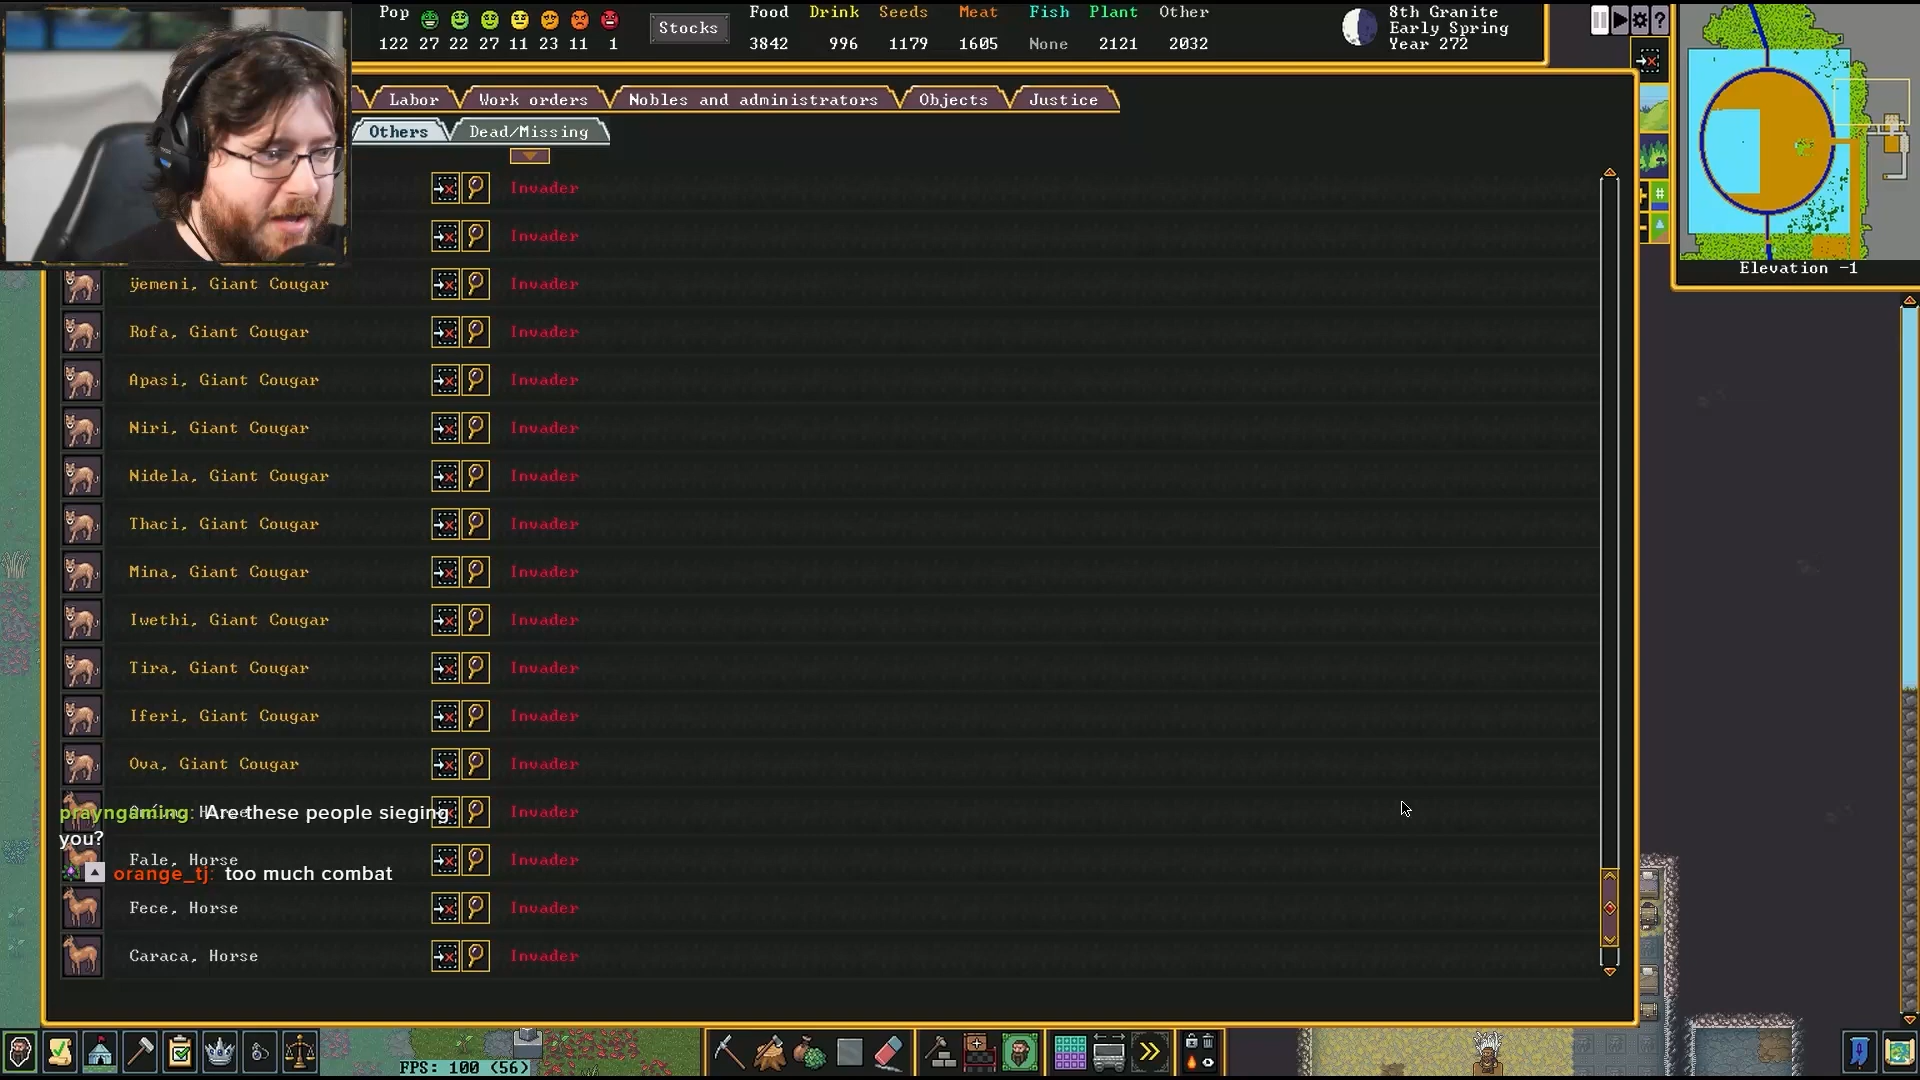 Pop
122 27 22 27 11 23 11 1
Stocks
Food Drink Seeds Meat Fish Plant Other
3842 996 1179 1605 None 2121 2032
8th Granite
Early Spring
Year 272
Labor Work orders Nobles and administrators Objects Justice
Others Dead/Missing
Elevation -1
Invader
Invader
ÿemeni, Giant Cougar Invader
Rofa, Giant Cougar Invader
Apasi, Giant Cougar Invader
Niri, Giant Cougar Invader
Nidela, Giant Cougar Invader
Thaci, Giant Cougar Invader
Mina, Giant Cougar Invader
Iwethi, Giant Cougar Invader
Tira, Giant Cougar Invader
Iferi, Giant Cougar Invader
Ova, Giant Cougar Invader
Horse Invader
prayngaming: Are these people sieging
you?
Fale, Horse Invader
orange_tj: too much combat
Fece, Horse Invader
Caraca, Horse Invader
FPS: 100 (56)